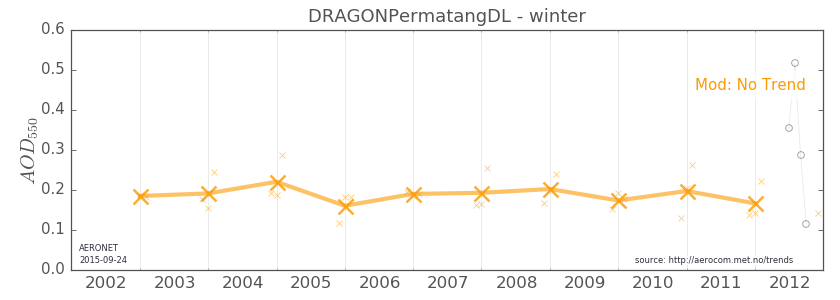 DRAGONPermatangDL - winter
0.6
0.5
0.4
0.3
0.2
0.1
0.0
AOD550
Mod: No Trend
AERONET
2015-09-24
source: http://aerocom.met.no/trends
2002 2003 2004 2005 2006 2007 2008 2009 2010 2011 2012